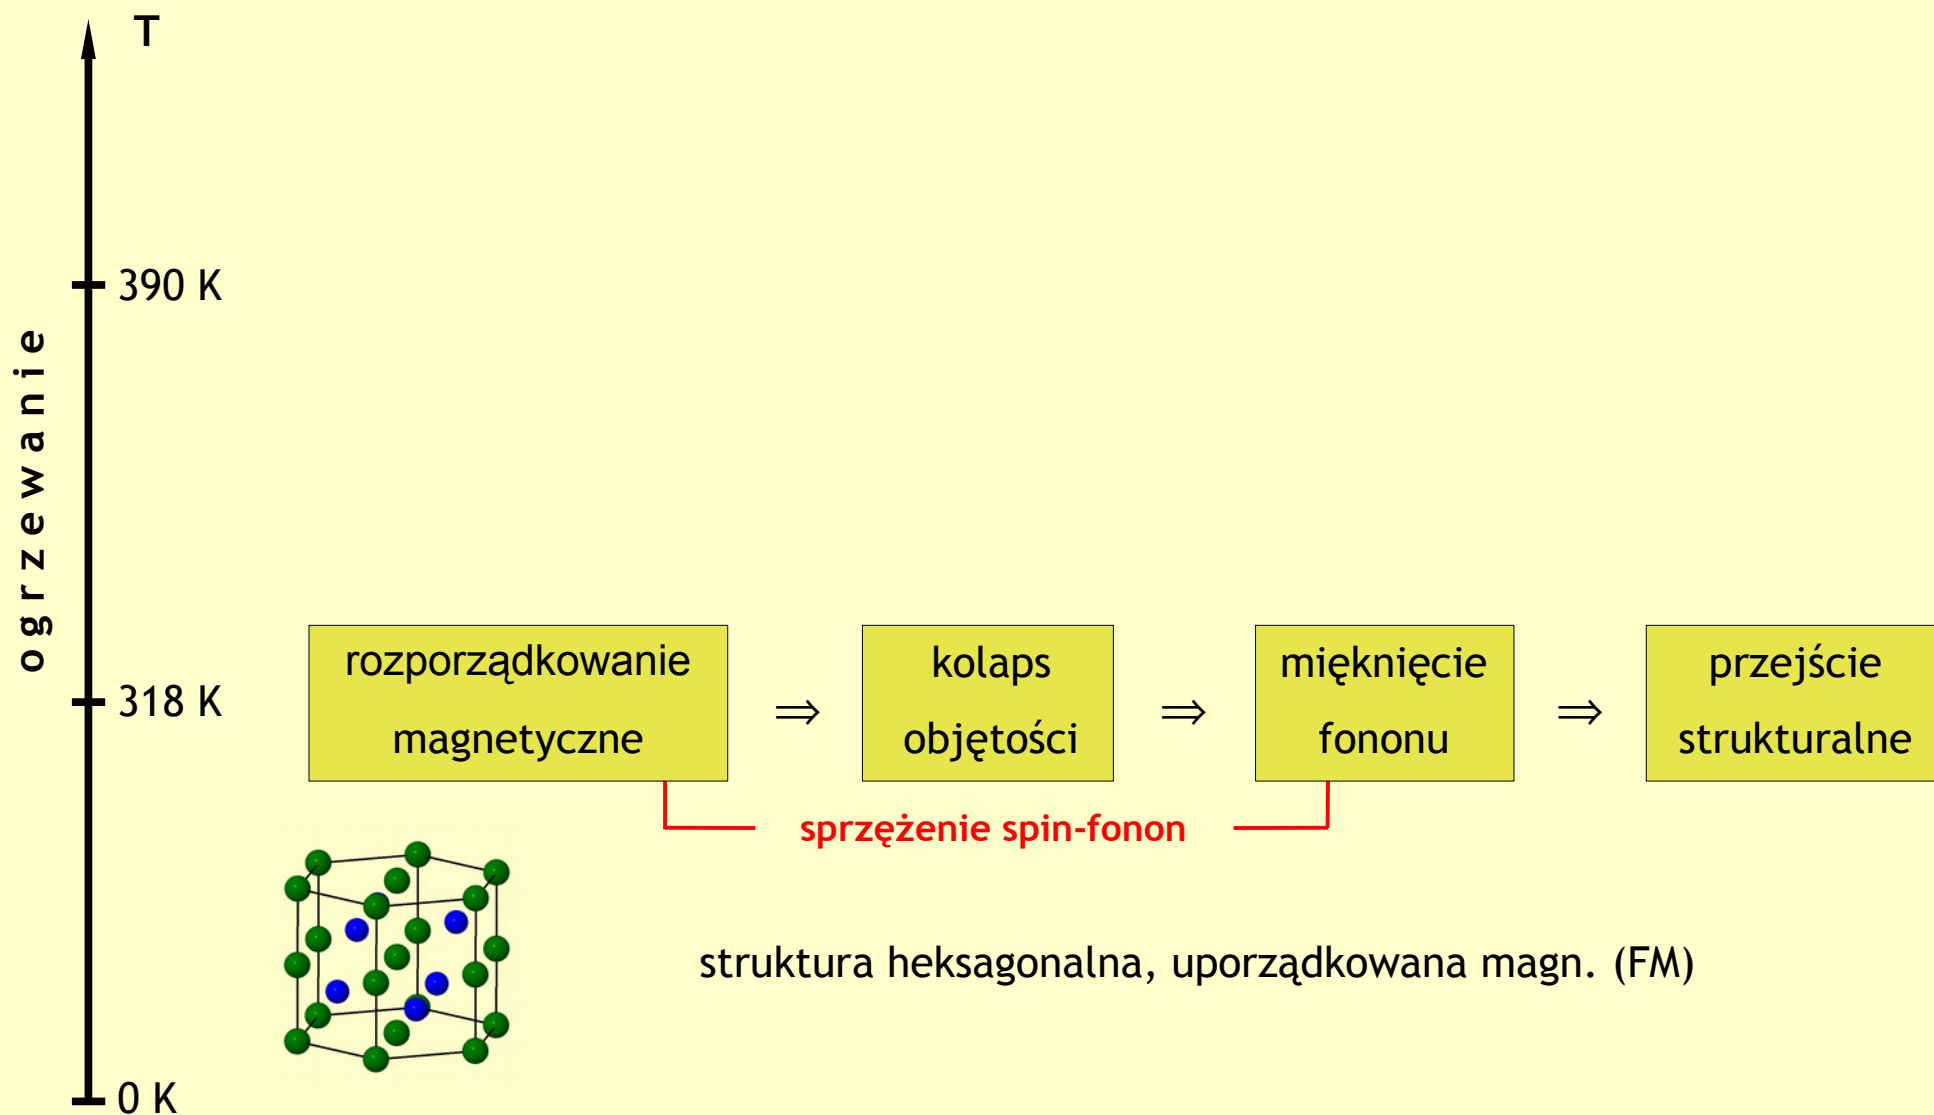 T
390 K
ogrzewanie
318 K
0 K
rozporządkowanie
magnetyczne
⇒
kolaps
objętości
⇒
mięknięcie
fononu
⇒
przejście
strukturalne
sprzężenie spin-fonon
struktura heksagonalna, uporządkowana magn. (FM)